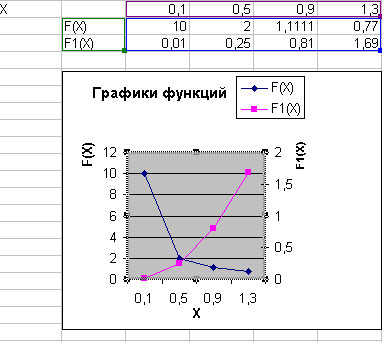 X 0,1 0,5 0,9 1,3
F(X) 10 2 1,1111 0,77
F1(X) 0,01 0,25 0,81 1,69
Графики функций
F(X)
F1(X)
F(X)
F1(X)
12
10
8
6
4
2
0
2
1,5
1
0,5
0
0,1 0,5 0,9 1,3
X